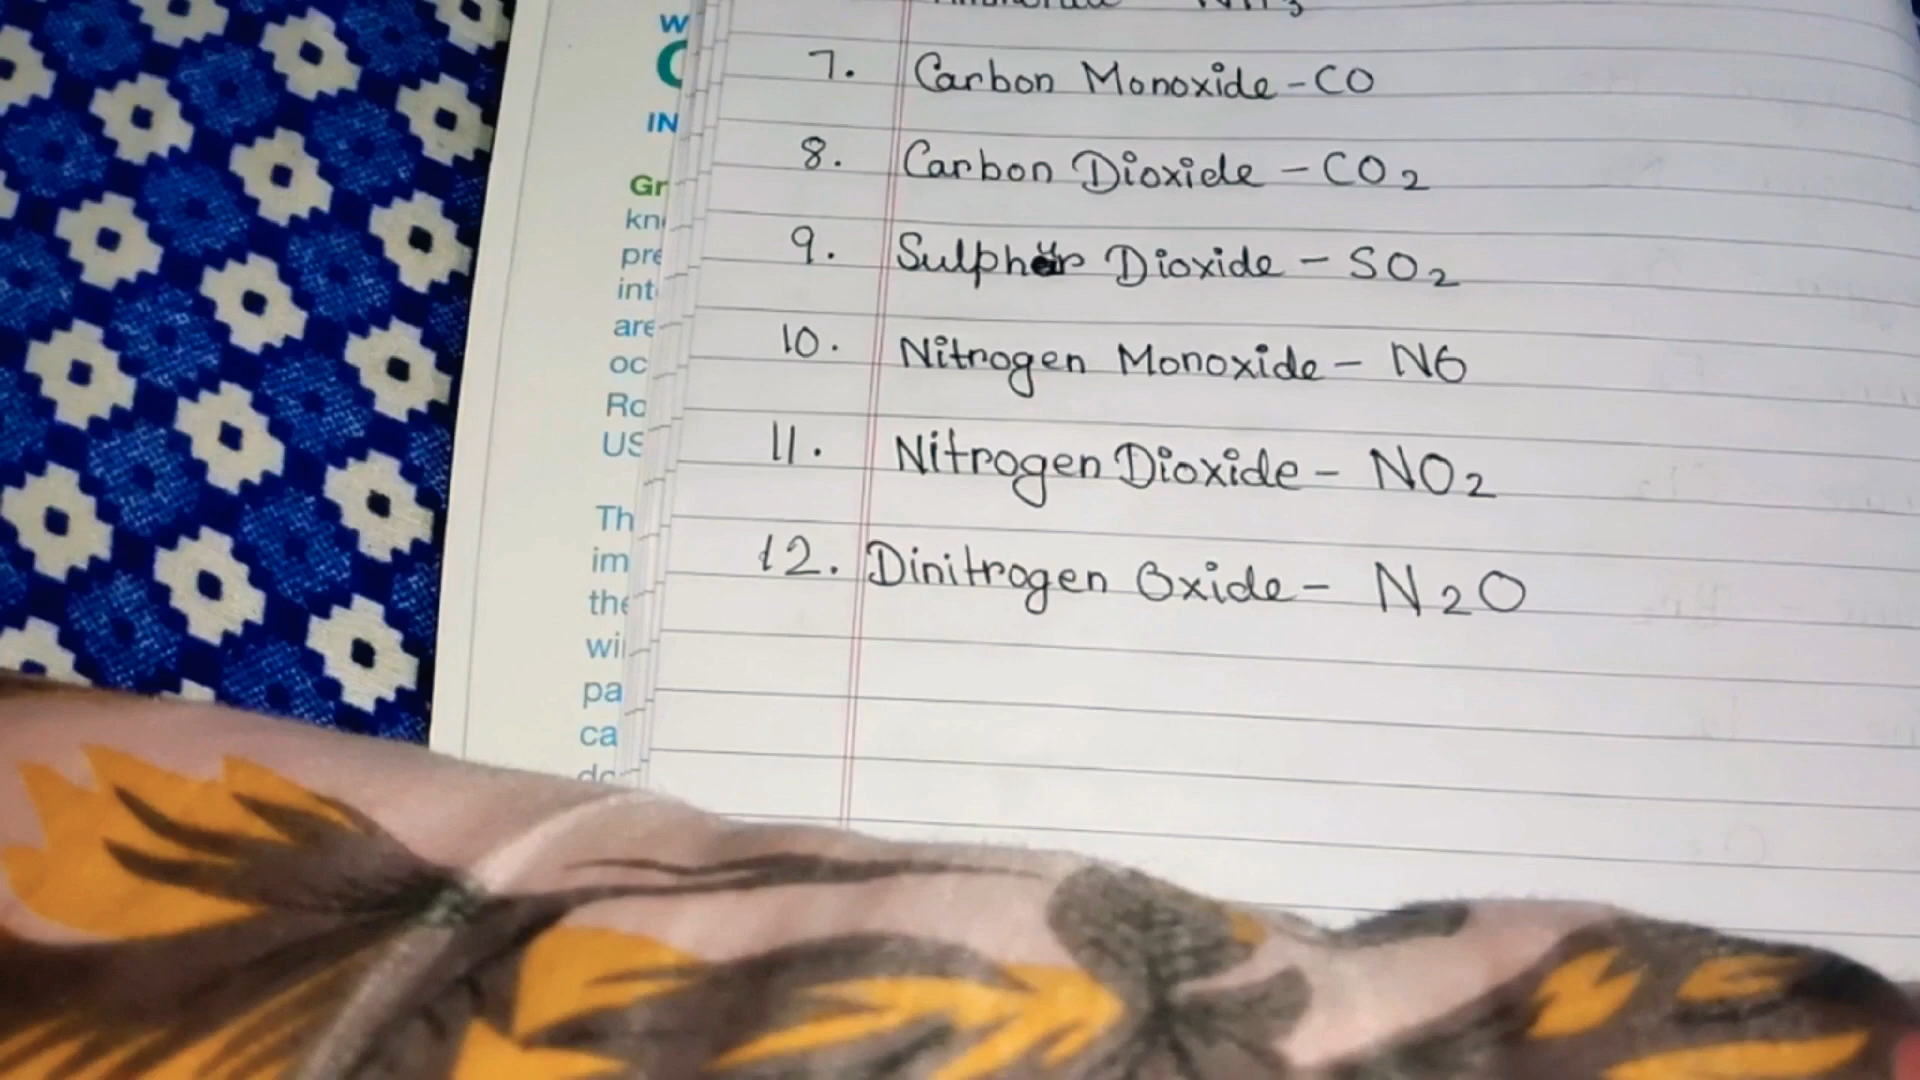 W
C
IN
Gr
kn
pre
int
are
oc
Ro
US
Th
im
the
wi
pa
ca
Ammonia NH3
7. Carbon Monoxide - CO
8. Carbon Dioxide - CO2
9. Sulphur Dioxide - SO2
10. Nitrogen Monoxide - NO
11. Nitrogen Dioxide - NO2
12. Dinitrogen Oxide - N2O